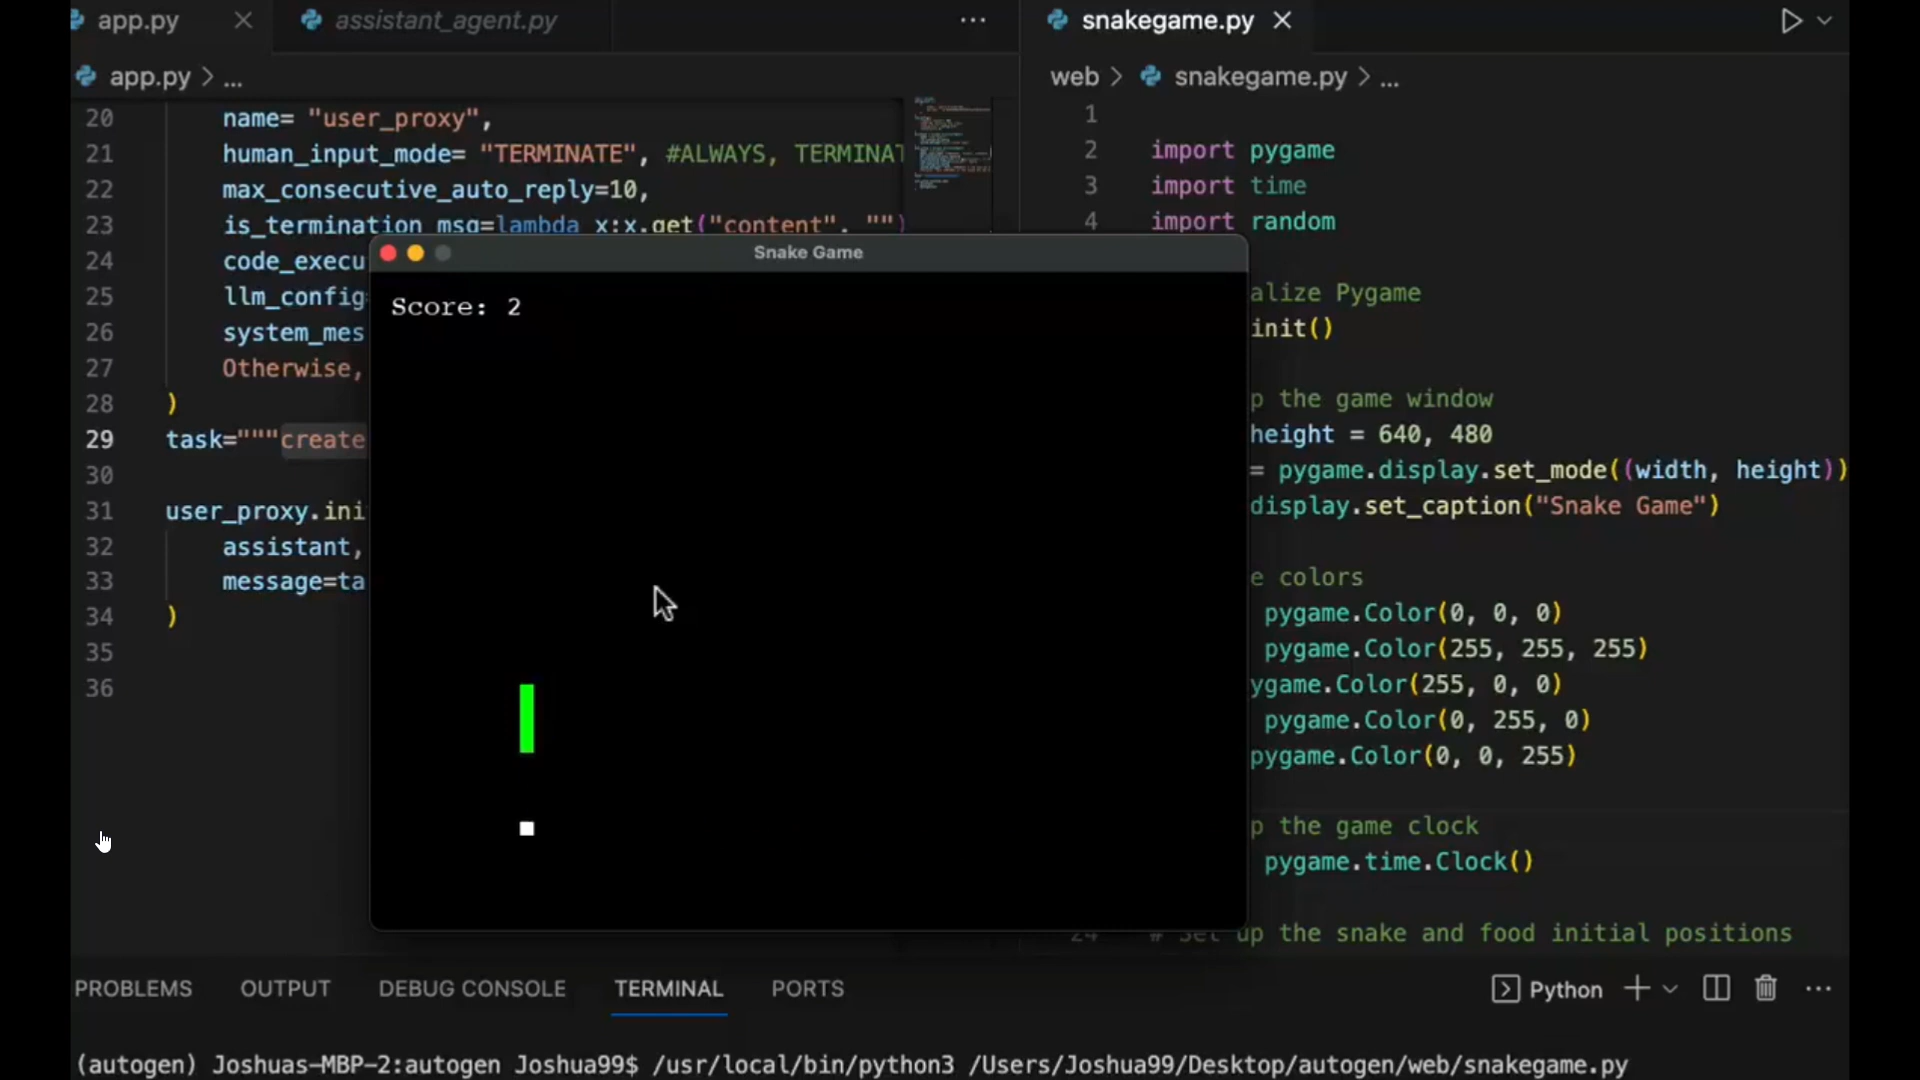 app.py
assistant_agent.py
...
app.py > ...
20 name= "user_proxy",
21 human_input_mode= "TERMINATE", #ALWAYS, TERMINAT
22 max_consecutive_auto_reply=10,
23 is_termination_msg=lambda x:x.get("content", "")
24 code_execu
25 llm_config
26 system_mes
27 Otherwise,
28 )
29 task="""create
30
31 user_proxy.ini
32 assistant,
33 message=ta
34 )
35
36
snakegame.py
web > snakegame.py > ...
1
2 import pygame
3 import time
4 import random
alize Pygame
init()
p the game window
height = 640, 480
= pygame.display.set_mode((width, height))
display.set_caption("Snake Game")
e colors
pygame.Color(0, 0, 0)
pygame.Color(255, 255, 255)
ygame.Color(255, 0, 0)
pygame.Color(0, 255, 0)
pygame.Color(0, 0, 255)
p the game clock
pygame.time.Clock()
24 # Set up the snake and food initial positions
Snake Game
Score: 2
PROBLEMS OUTPUT DEBUG CONSOLE TERMINAL PORTS
Python
...
(autogen) Joshuas-MBP-2:autogen Joshua99$ /usr/local/bin/python3 /Users/Joshua99/Desktop/autogen/web/snakegame.py